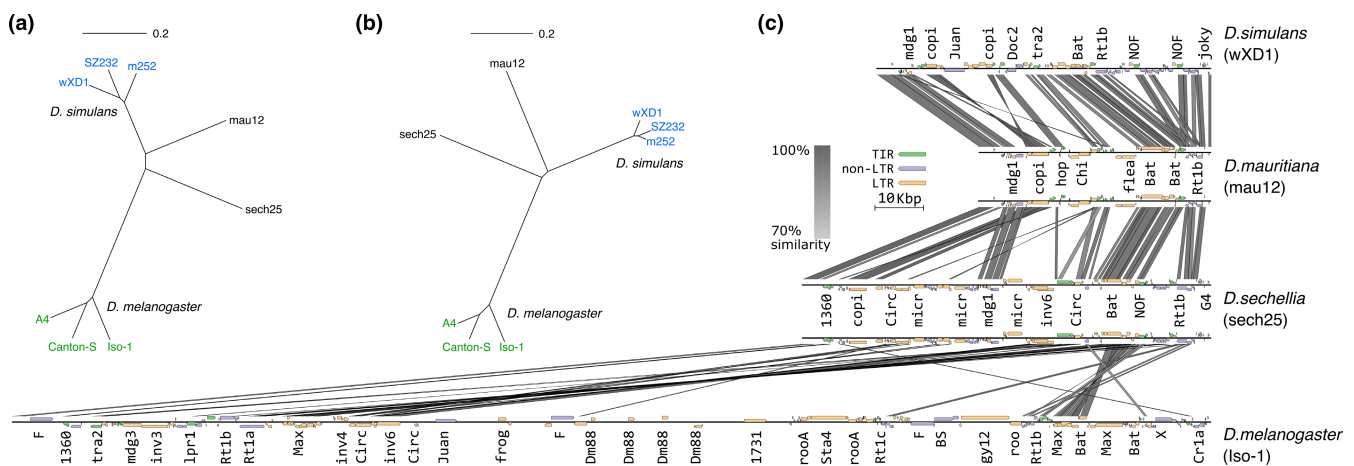 (a)
0.2
SZ232
m252
wXD1
D. simulans
mau12
sech25
D. melanogaster
A4
Canton-S
Iso-1
(b)
0.2
mau12
sech25
wXD1
SZ232
m252
D. simulans
D. melanogaster
A4
Canton-S
Iso-1
(c)
mdg1 copi Juan copi Doc2 tra2 Bat Rt1b NOF NOF joky
D.simulans
(wXD1)
100%
70%
similarity
TIR
non-LTR
LTR
10Kbp
mdg1 copi hop Chi flea Bat Bat Rt1b
D.mauritiana
(mau12)
1360 copi Circ micr micr mdg1 micr inv6 Circ Bat NOF Rt1b G4
D.sechellia
(sech25)
F 1360 tra2 mdg3 inv3 lpr1 Rt1b Rt1a Max inv4 Circ inv6 Circ Juan frog F Dm88 Dm88 Dm88 Dm88 1731 rooA Sta4 rooA Rt1c F BS gy12 roo Rt1b Max Bat Max Bat X Cr1a
D.melanogaster
(Iso-1)